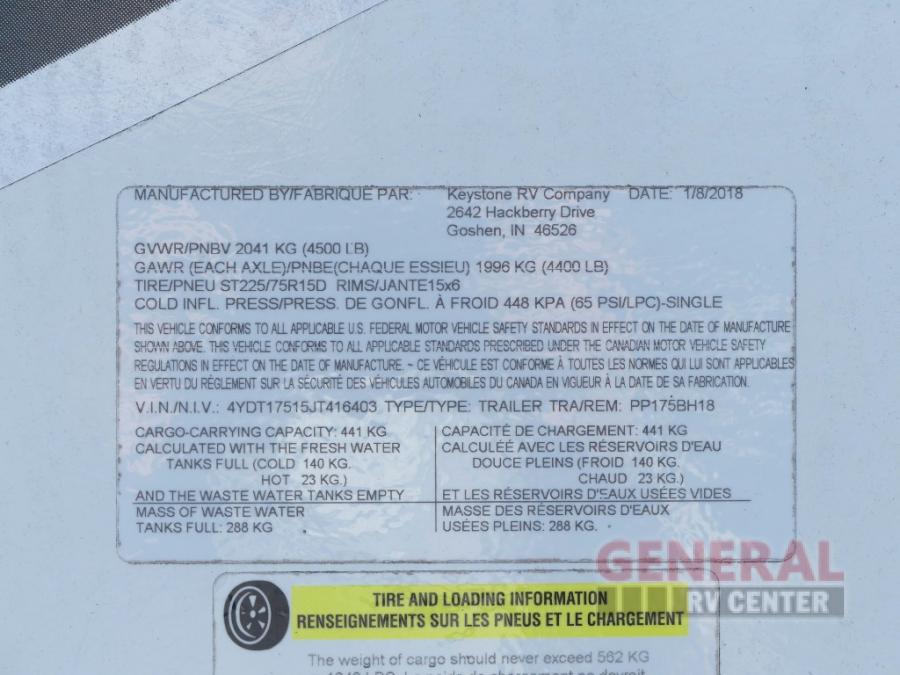 MANUFACTURED BY/FABRIQUE PAR: Keystone RV Company DATE: 1/8/2018
2642 Hackberry Drive
Goshen, IN 46526
GVWR/PNBV 2041 KG (4500 LB)
GAWR (EACH AXLE)/PNBE(CHAQUE ESSIEU) 1996 KG (4400 LB)
TIRE/PNEU ST225/75R15D RIMS/JANTE15x6
COLD INFL. PRESS/PRESS. DE GONFL. À FROID 448 KPA (65 PSI/LPC)-SINGLE
THIS VEHICLE CONFORMS TO ALL APPLICABLE U.S. FEDERAL MOTOR VEHICLE SAFETY STANDARDS IN EFFECT ON THE DATE OF MANUFACTURE
SHOWN ABOVE. THIS VEHICLE CONFORMS TO ALL APPLICABLE STANDARDS PRESCRIBED UNDER THE CANADIAN MOTOR VEHICLE SAFETY
REGULATIONS IN EFFECT ON THE DATE OF MANUFACTURE. ~ CE VÉHICULE EST CONFORME À TOUTES LES NORMES QUI LUI SONT APPLICABLES
EN VERTU DU RÉGLEMENT SUR LA SÉCURITÉ DES VÉHICULES AUTOMOBILES DU CANADA EN VIGUEUR À LA DATE DE SA FABRICATION.
V.I.N./N.I.V.: 4YDT17515JT416403 TYPE/TYPE: TRAILER TRA/REM: PP175BH18
CARGO-CARRYING CAPACITY: 441 KG
CALCULATED WITH THE FRESH WATER
TANKS FULL (COLD 140 KG.
HOT 23 KG.)
AND THE WASTE WATER TANKS EMPTY
MASS OF WASTE WATER
TANKS FULL: 288 KG
CAPACITÉ DE CHARGEMENT: 441 KG
CALCULÉE AVEC LES RÉSERVOIRS D'EAU
DOUCE PLEINS (FROID 140 KG.
CHAUD 23 KG.)
ET LES RÉSERVOIRS D'EAUX USÉES VIDES
MASSE DES RÉSERVOIRS D'EAUX
USÉES PLEINS: 288 KG.
GENERAL
RV CENTER
TIRE AND LOADING INFORMATION
RENSEIGNEMENTS SUR LES PNEUS ET LE CHARGEMENT
The weight of cargo should never exceed 562 KG